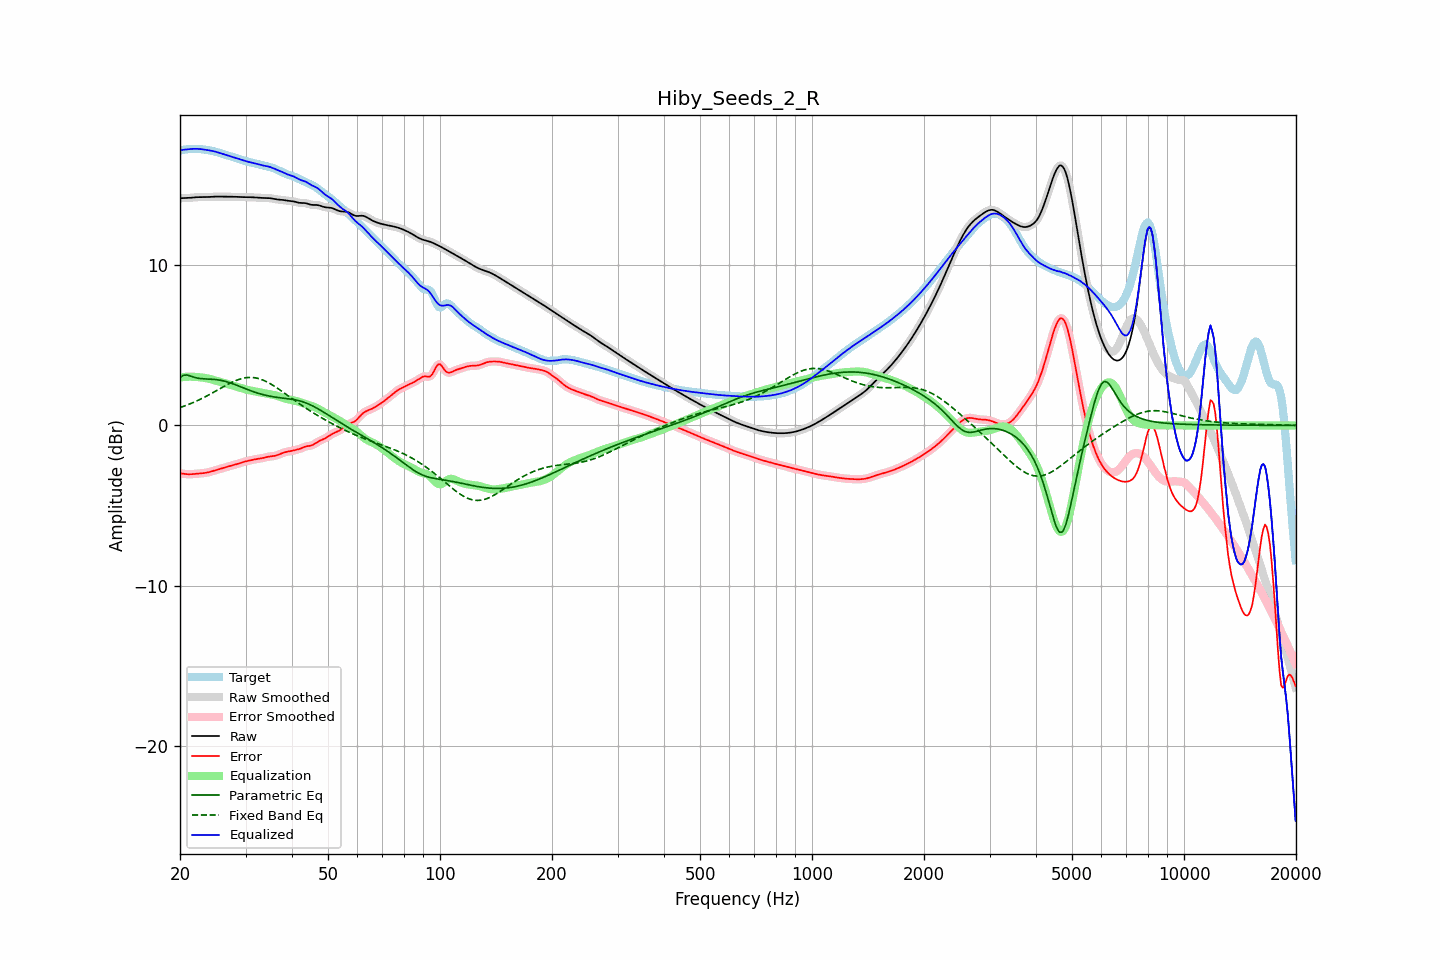 Hiby_Seeds_2_R
Amplitude (dBr)
10
0
−10
−20
Target
Raw Smoothed
Error Smoothed
Raw
Error
Equalization
Parametric Eq
Fixed Band Eq
Equalized
20 50 100 200 500 1000 2000 5000 10000 20000
Frequency (Hz)